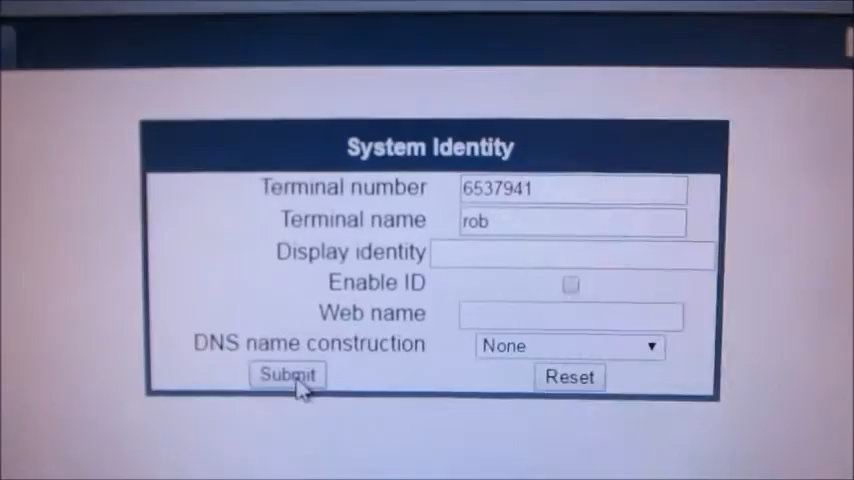 System Identity
Terminal number 6537941
Terminal name rob
Display identity
Enable ID
Web name
DNS name construction None
Submit Reset